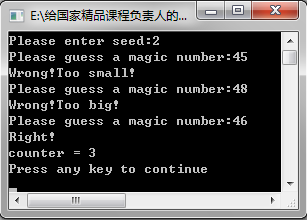 E:\给国家精品课程负责人的...
Please enter seed:2
Please guess a magic number:45
Wrong!Too small!
Please guess a magic number:48
Wrong!Too big!
Please guess a magic number:46
Right!
counter = 3
Press any key to continue